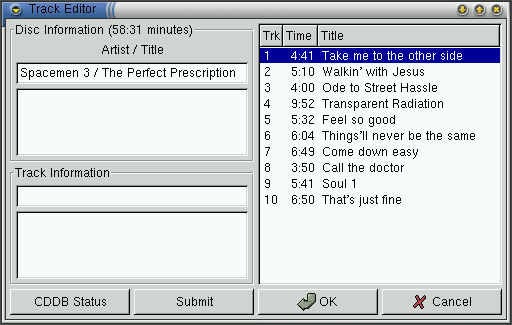 Track Editor
Disc Information (58:31 minutes)
Artist / Title
Spacemen 3 / The Perfect Prescription
Track Information
Trk Time Title
1 4:41 Take me to the other side
2 5:10 Walkin' with Jesus
3 4:00 Ode to Street Hassle
4 9:52 Transparent Radiation
5 5:32 Feel so good
6 6:04 Things'll never be the same
7 6:49 Come down easy
8 3:50 Call the doctor
9 5:41 Soul 1
10 6:50 That's just fine
CDDB Status
Submit
OK
Cancel